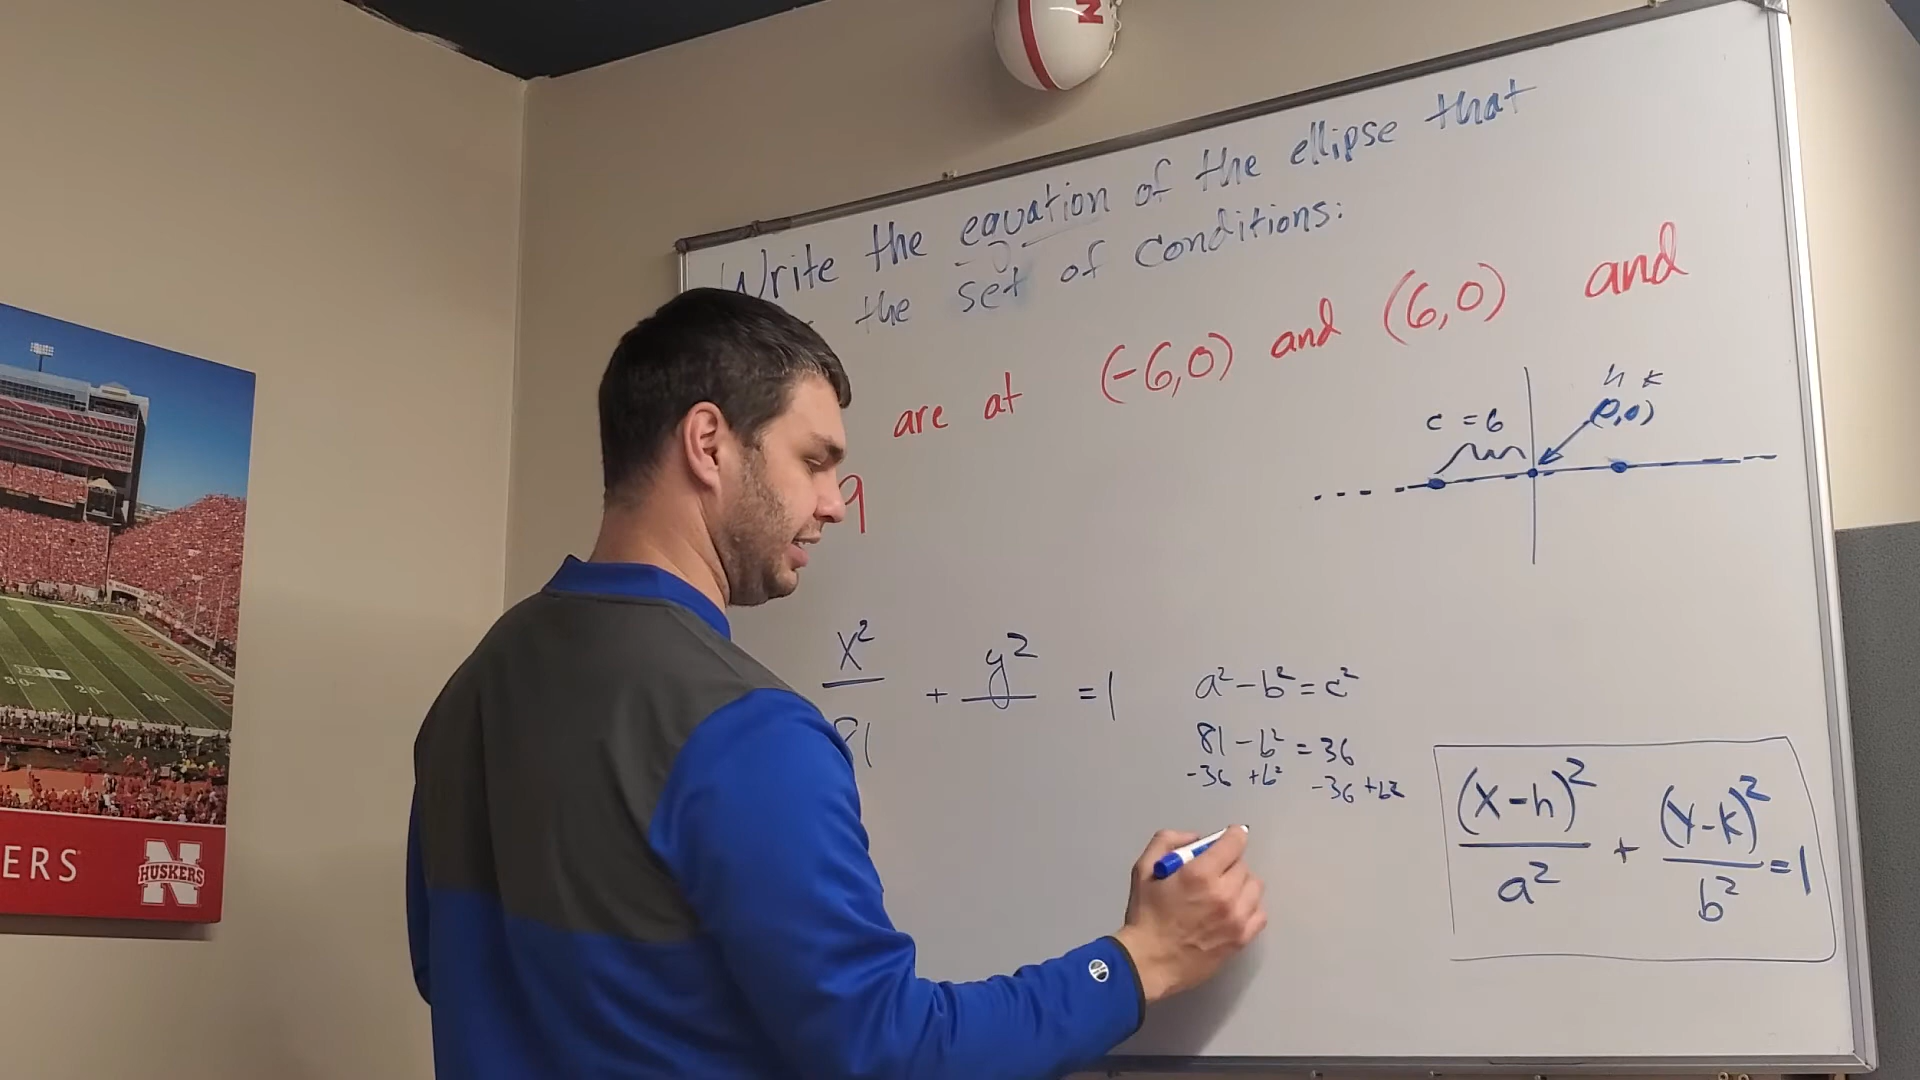 Write the equation of the ellipse that
the set of conditions:
are at (-6,0) and (6,0) and
9
h k
(0,0)
c = 6
x²
+ y²
= 1
81
a² - b² = c²
81 - b² = 36
-36 +b² -36 +b²
(x-h)² + (y-k)² = 1
a² b²
ERS
N
HUSKERS